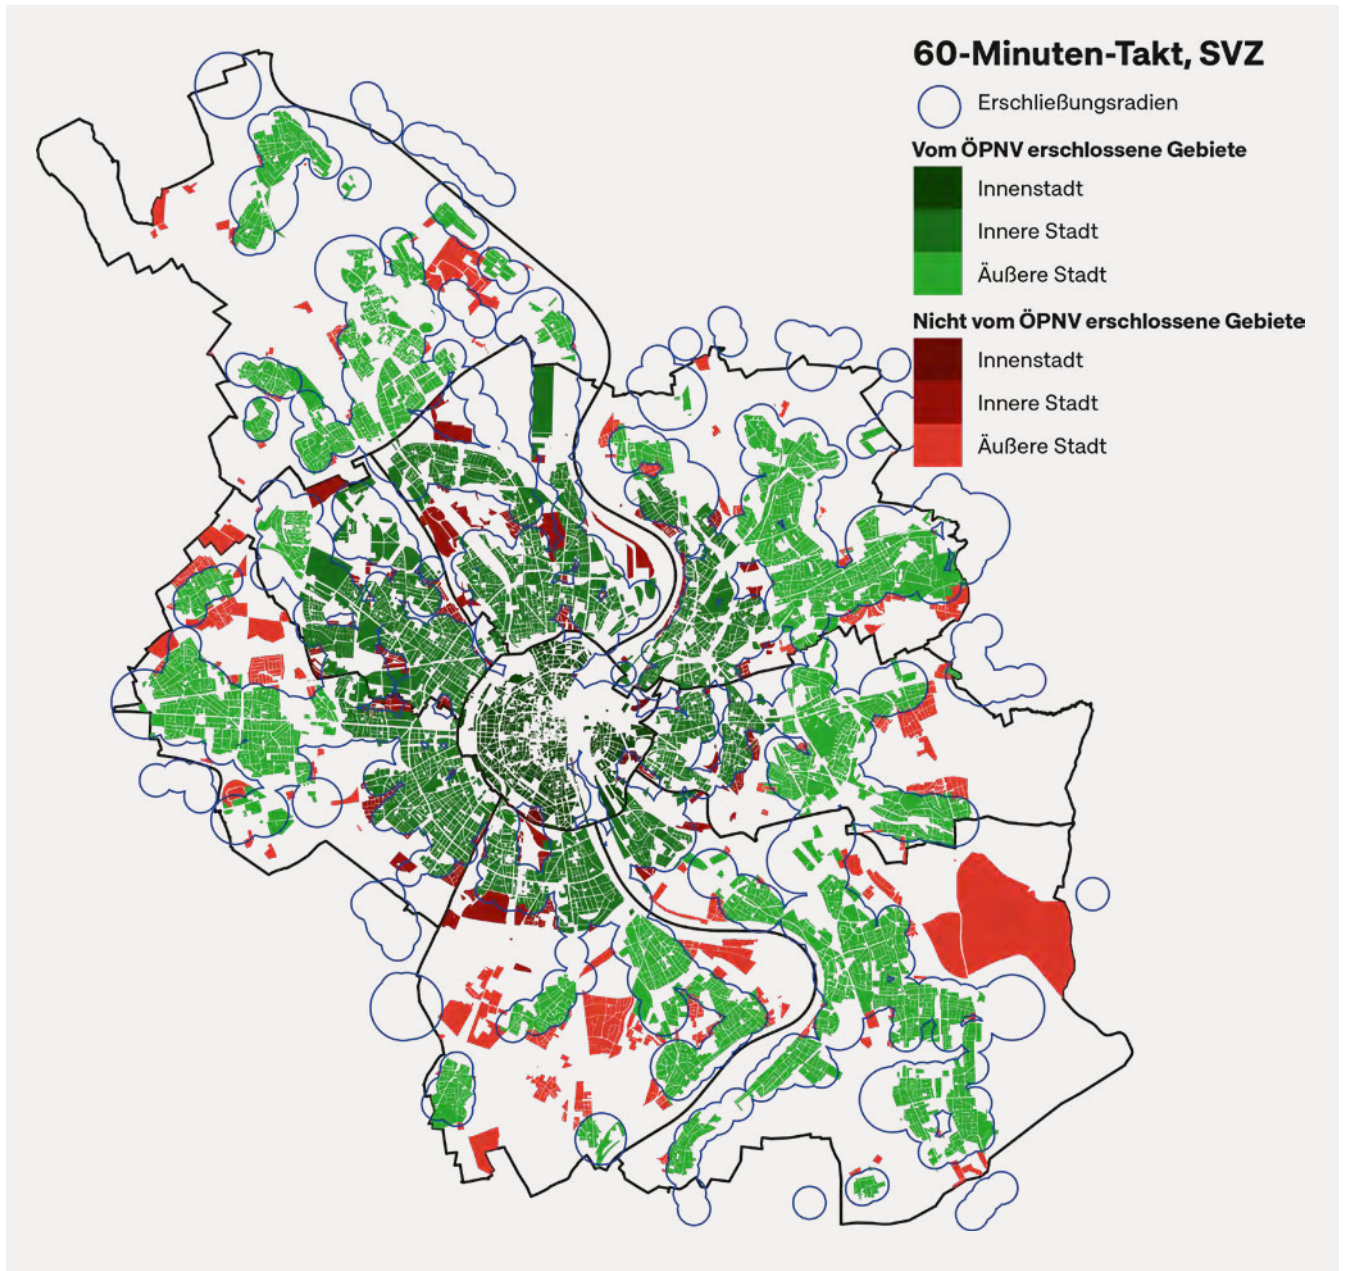 60-Minuten-Takt, SVZ
Erschließungsradien
Vom ÖPNV erschlossene Gebiete
Innenstadt
Innere Stadt
Äußere Stadt
Nicht vom ÖPNV erschlossene Gebiete
Innenstadt
Innere Stadt
Äußere Stadt